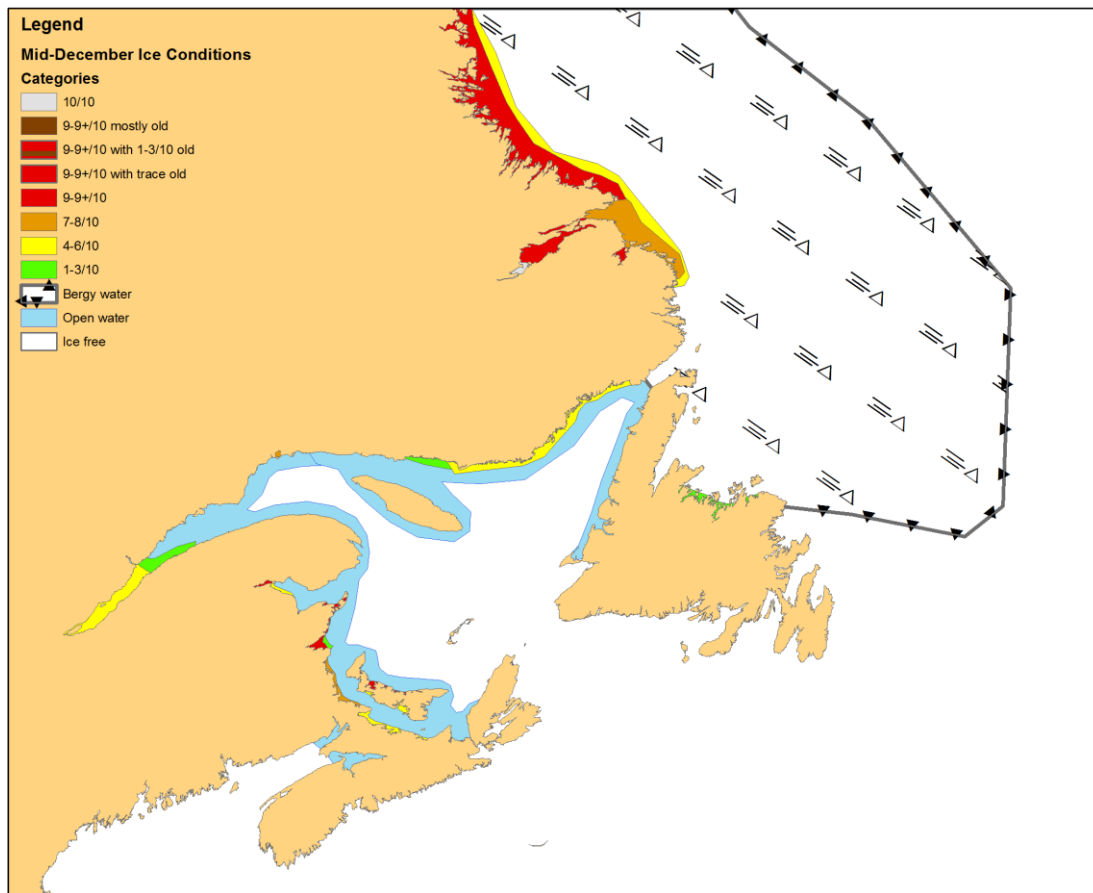 Legend
Mid-December Ice Conditions
Categories
10/10
9-9+/10 mostly old
9-9+/10 with 1-3/10 old
9-9+/10 with trace old
9-9+/10
7-8/10
4-6/10
1-3/10
Bergy water
Open water
Ice free